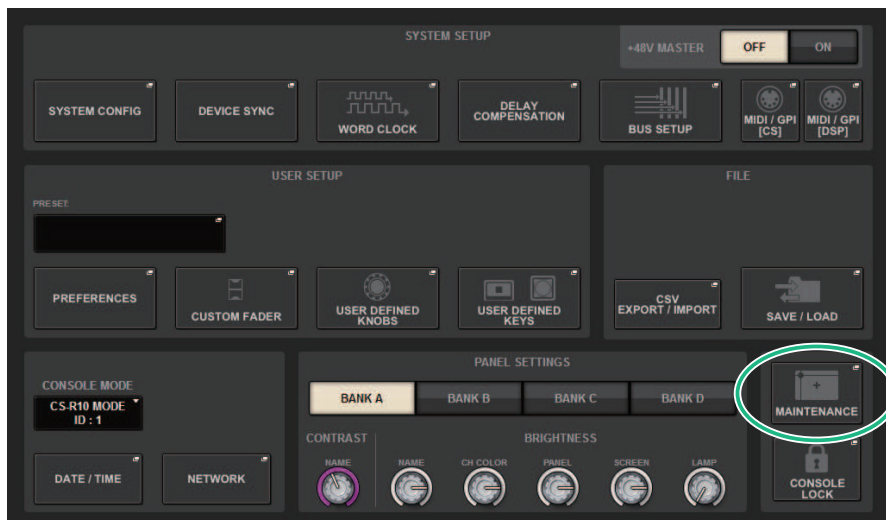 SYSTEM SETUP
+48V MASTER
OFF
ON
SYSTEM CONFIG
DEVICE SYNC
WORD CLOCK
DELAY
COMPENSATION
BUS SETUP
MIDI / GPI
[CS]
MIDI / GPI
[DSP]
USER SETUP
PRESET:
PREFERENCES
CUSTOM FADER
USER DEFINED
KNOBS
USER DEFINED
KEYS
FILE
CSV
EXPORT / IMPORT
SAVE / LOAD
CONSOLE MODE
CS-R10 MODE
ID : 1
DATE / TIME
NETWORK
PANEL SETTINGS
BANK A
BANK B
BANK C
BANK D
CONTRAST
BRIGHTNESS
NAME
NAME
CH COLOR
PANEL
SCREEN
LAMP
MAINTENANCE
CONSOLE
LOCK